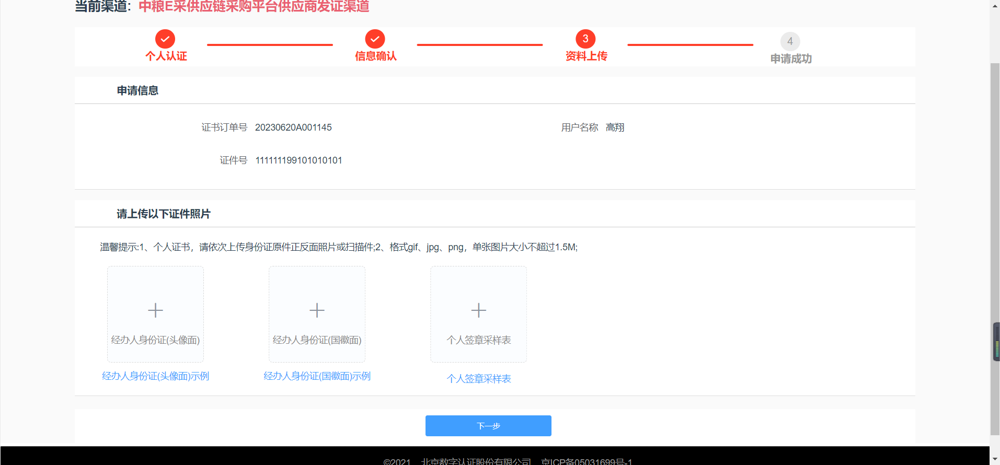 当前渠道：中粮E采供应链采购平台供应商发证渠道
3
4
个人认证
信息确认
资料上传
申请成功
申请信息
证书订单号 20230620A001145
用户名称 高翔
证件号 111111199101010101
请上传以下证件照片
温馨提示:1、个人证书，请依次上传身份证原件正反面照片或扫描件;2、格式gif、jpg、png，单张图片大小不超过1.5M;
经办人身份证(头像面)
经办人身份证(国徽面)
个人签章采样表
经办人身份证(头像面)示例
经办人身份证(国徽面)示例
个人签章采样表
下一步
©2021 北京数字认证股份有限公司 京ICP备05031699号-1